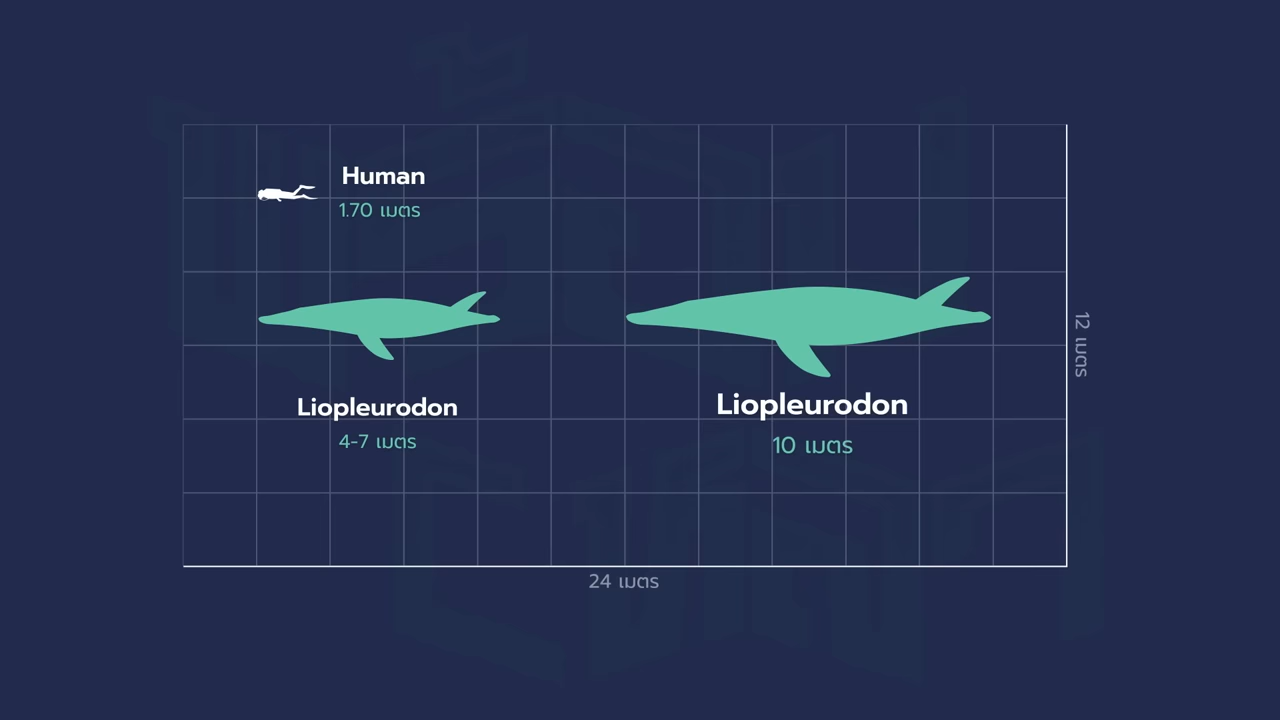 Human
1.70 เมตร
Liopleurodon
4-7 เมตร
Liopleurodon
10 เมตร
12 เมตร
24 เมตร